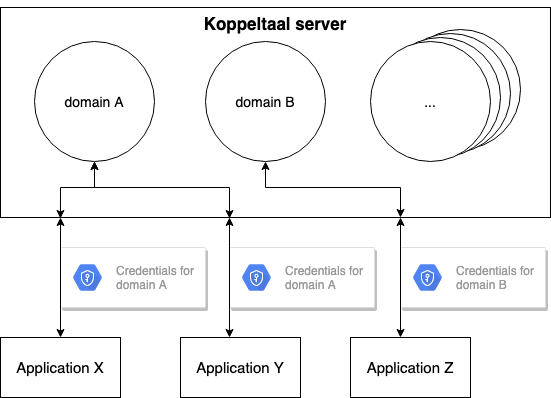 Koppeltaal server
domain A
domain B
...
Credentials for
domain A
Credentials for
domain A
Credentials for
domain B
Application X
Application Y
Application Z